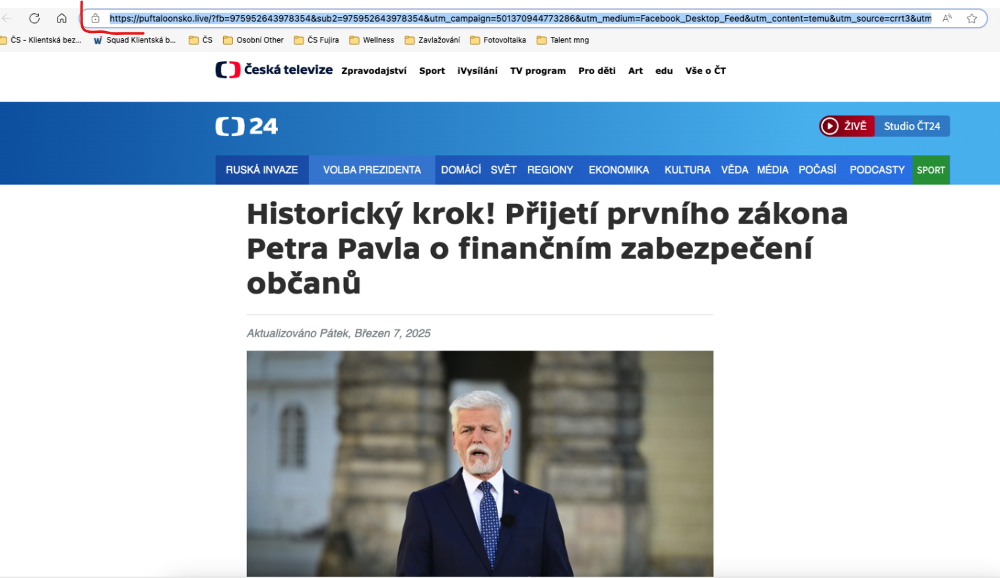 https://puftaloonsko.live/?fb=975952643978354&sub2=975952643978354&utm_campaign=501370944773286&utm_medium=Facebook_Desktop_Feed&utm_content=temu&utm_source=crrt3&utm
ČS - Klientská bez... Squad Klientská b... ČS Osobní Other ČS Fujira Wellness Zavlažování Fotovoltaika Talent mng
Česká televize Zpravodajství Sport iVysílání TV program Pro děti Art edu Vše o ČT
24 ŽIVĚ Studio ČT24
RUSKÁ INVAZE VOLBA PREZIDENTA DOMÁCÍ SVĚT REGIONY EKONOMIKA KULTURA VĚDA MÉDIA POČASÍ PODCASTY SPORT
Historický krok! Přijetí prvního zákona
Petra Pavla o finančním zabezpečení
občanů
Aktualizováno Pátek, Březen 7, 2025